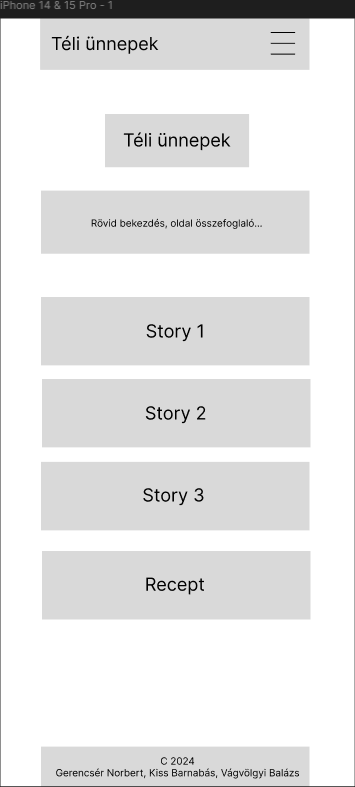 iPhone 14 & 15 Pro - 1
Téli ünnepek
Téli ünnepek
Rövid bekezdés, oldal összefoglaló...
Story 1
Story 2
Story 3
Recept
C 2024
Gerencsér Norbert, Kiss Barnabás, Vágvölgyi Balázs